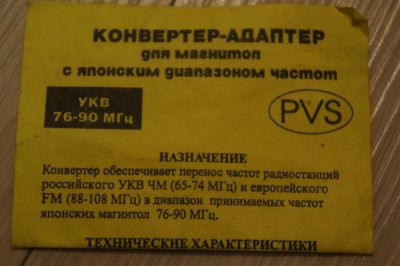 КОНВЕРТЕР-АДАПТЕР
для магнитол
с японским диапазоном частот
УКВ
76-90 МГц
PVS
НАЗНАЧЕНИЕ
Конвертер обеспечивает перенос частот радиостанций
российского УКВ ЧМ (65-74 МГц) и европейского
FM (88-108 МГц) в диапазон принимаемых частот
японских магнитол 76-90 МГц.
ТЕХНИЧЕСКИЕ ХАРАКТЕРИСТИКИ